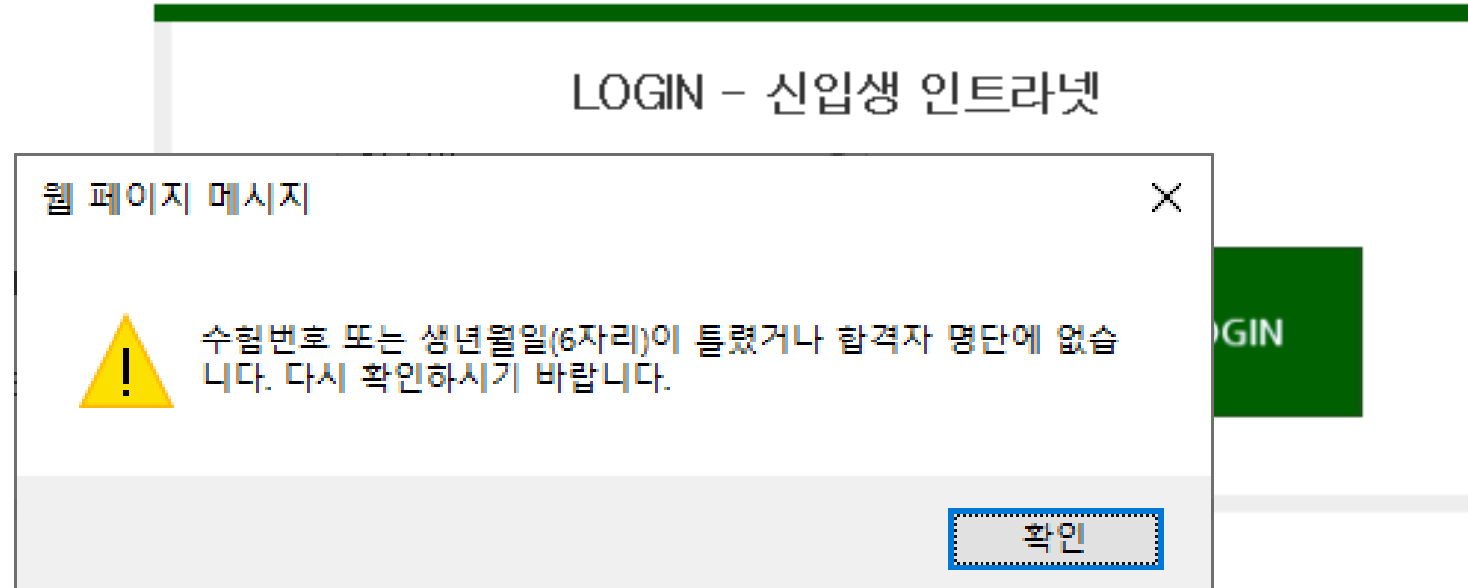 LOGIN - 신입생 인트라넷
웹 페이지 메시지
수험번호 또는 생년월일(6자리)이 틀렸거나 합격자 명단에 없습
니다. 다시 확인하시기 바랍니다.
OGIN
확인